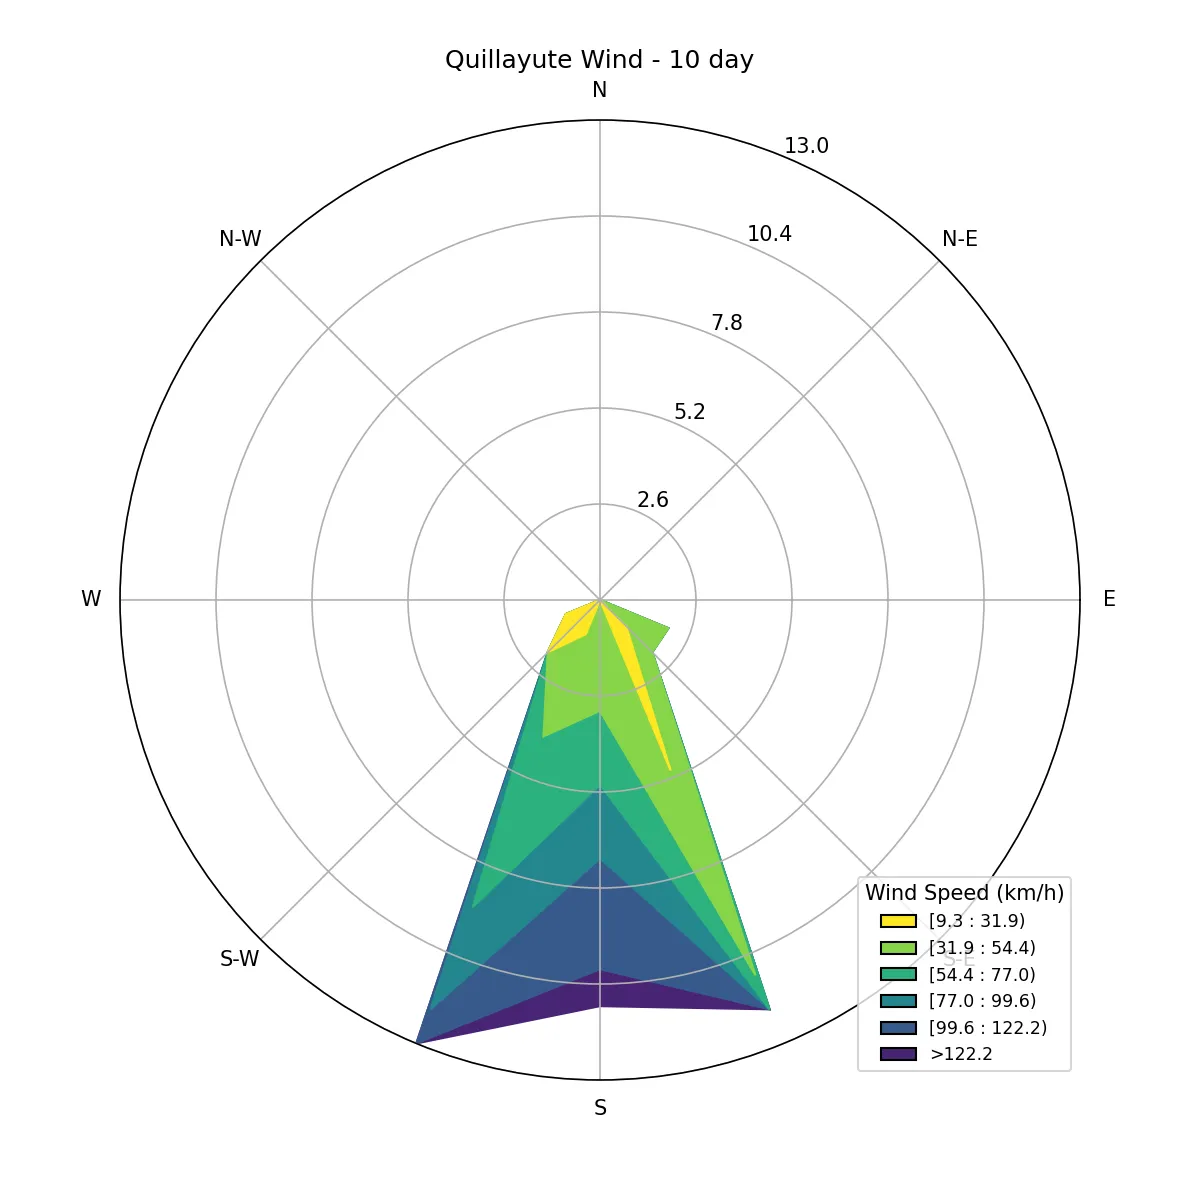 Quillayute Wind - 10 day
N
13.0
N-W
N-E
10.4
7.8
5.2
2.6
W
E
Wind Speed (km/h)
[9.3 : 31.9)
[31.9 : 54.4)
S-W
S-E
[54.4 : 77.0)
[77.0 : 99.6)
[99.6 : 122.2)
>122.2
S